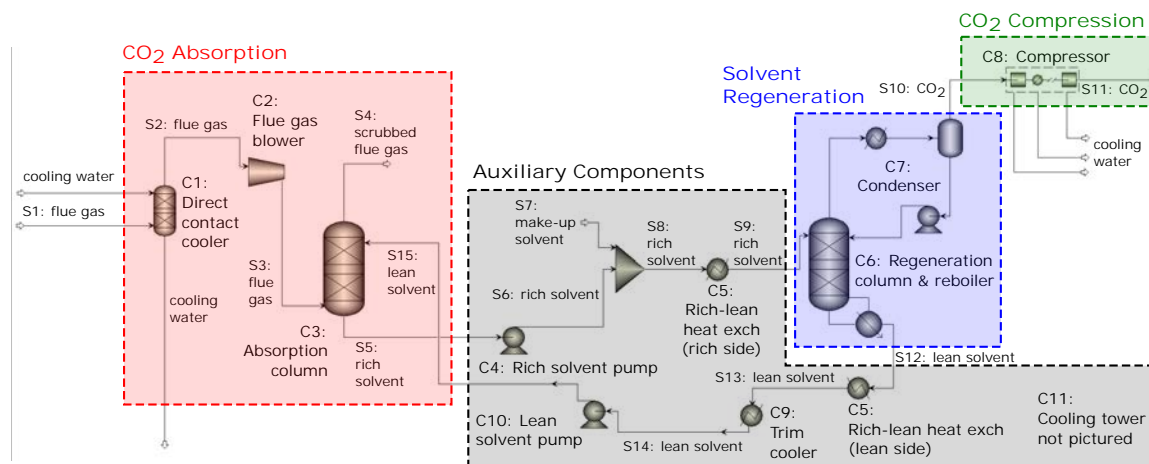 CO2 Compression
CO2 Absorption
C8: Compressor
Solvent
Regeneration
S10: CO2
S11: CO2
C2:
Flue gas
blower
S4:
scrubbed
flue gas
S2: flue gas
cooling
water
cooling water
C1:
Direct
contact
cooler
S1: flue gas
Auxiliary Components
C7:
Condenser
S7:
make-up
solvent
S8:
rich
solvent
S9:
rich
solvent
S15:
lean
solvent
S3:
flue
gas
C6: Regeneration
column & reboiler
S6: rich solvent
C5:
Rich-lean
heat exch
(rich side)
cooling
water
C3:
Absorption
column
S5:
rich
solvent
C4: Rich solvent pump
S12: lean solvent
S13: lean solvent
C10: Lean
solvent pump
S14: lean solvent
C9:
Trim
cooler
C5:
Rich-lean heat exch
(lean side)
C11:
Cooling tower
not pictured